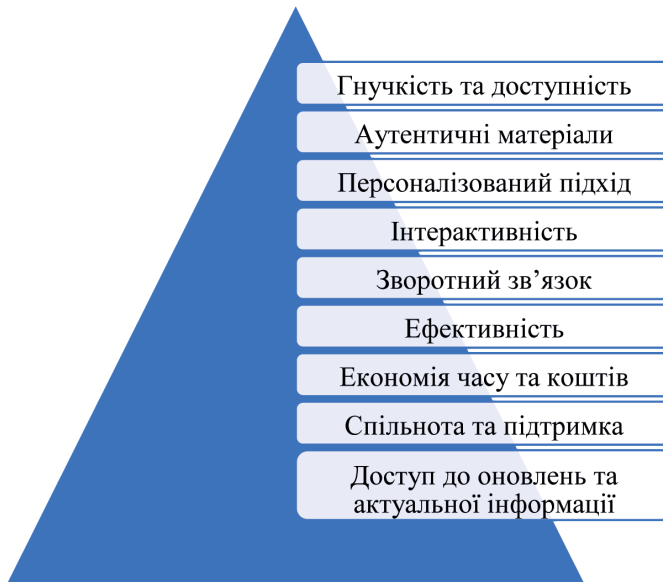 Гнучкість та доступність
Аутентичні матеріали
Персоналізований підхід
Інтерактивність
Зворотний зв’язок
Ефективність
Економія часу та коштів
Спільнота та підтримка
Доступ до оновлень та
актуальної інформації